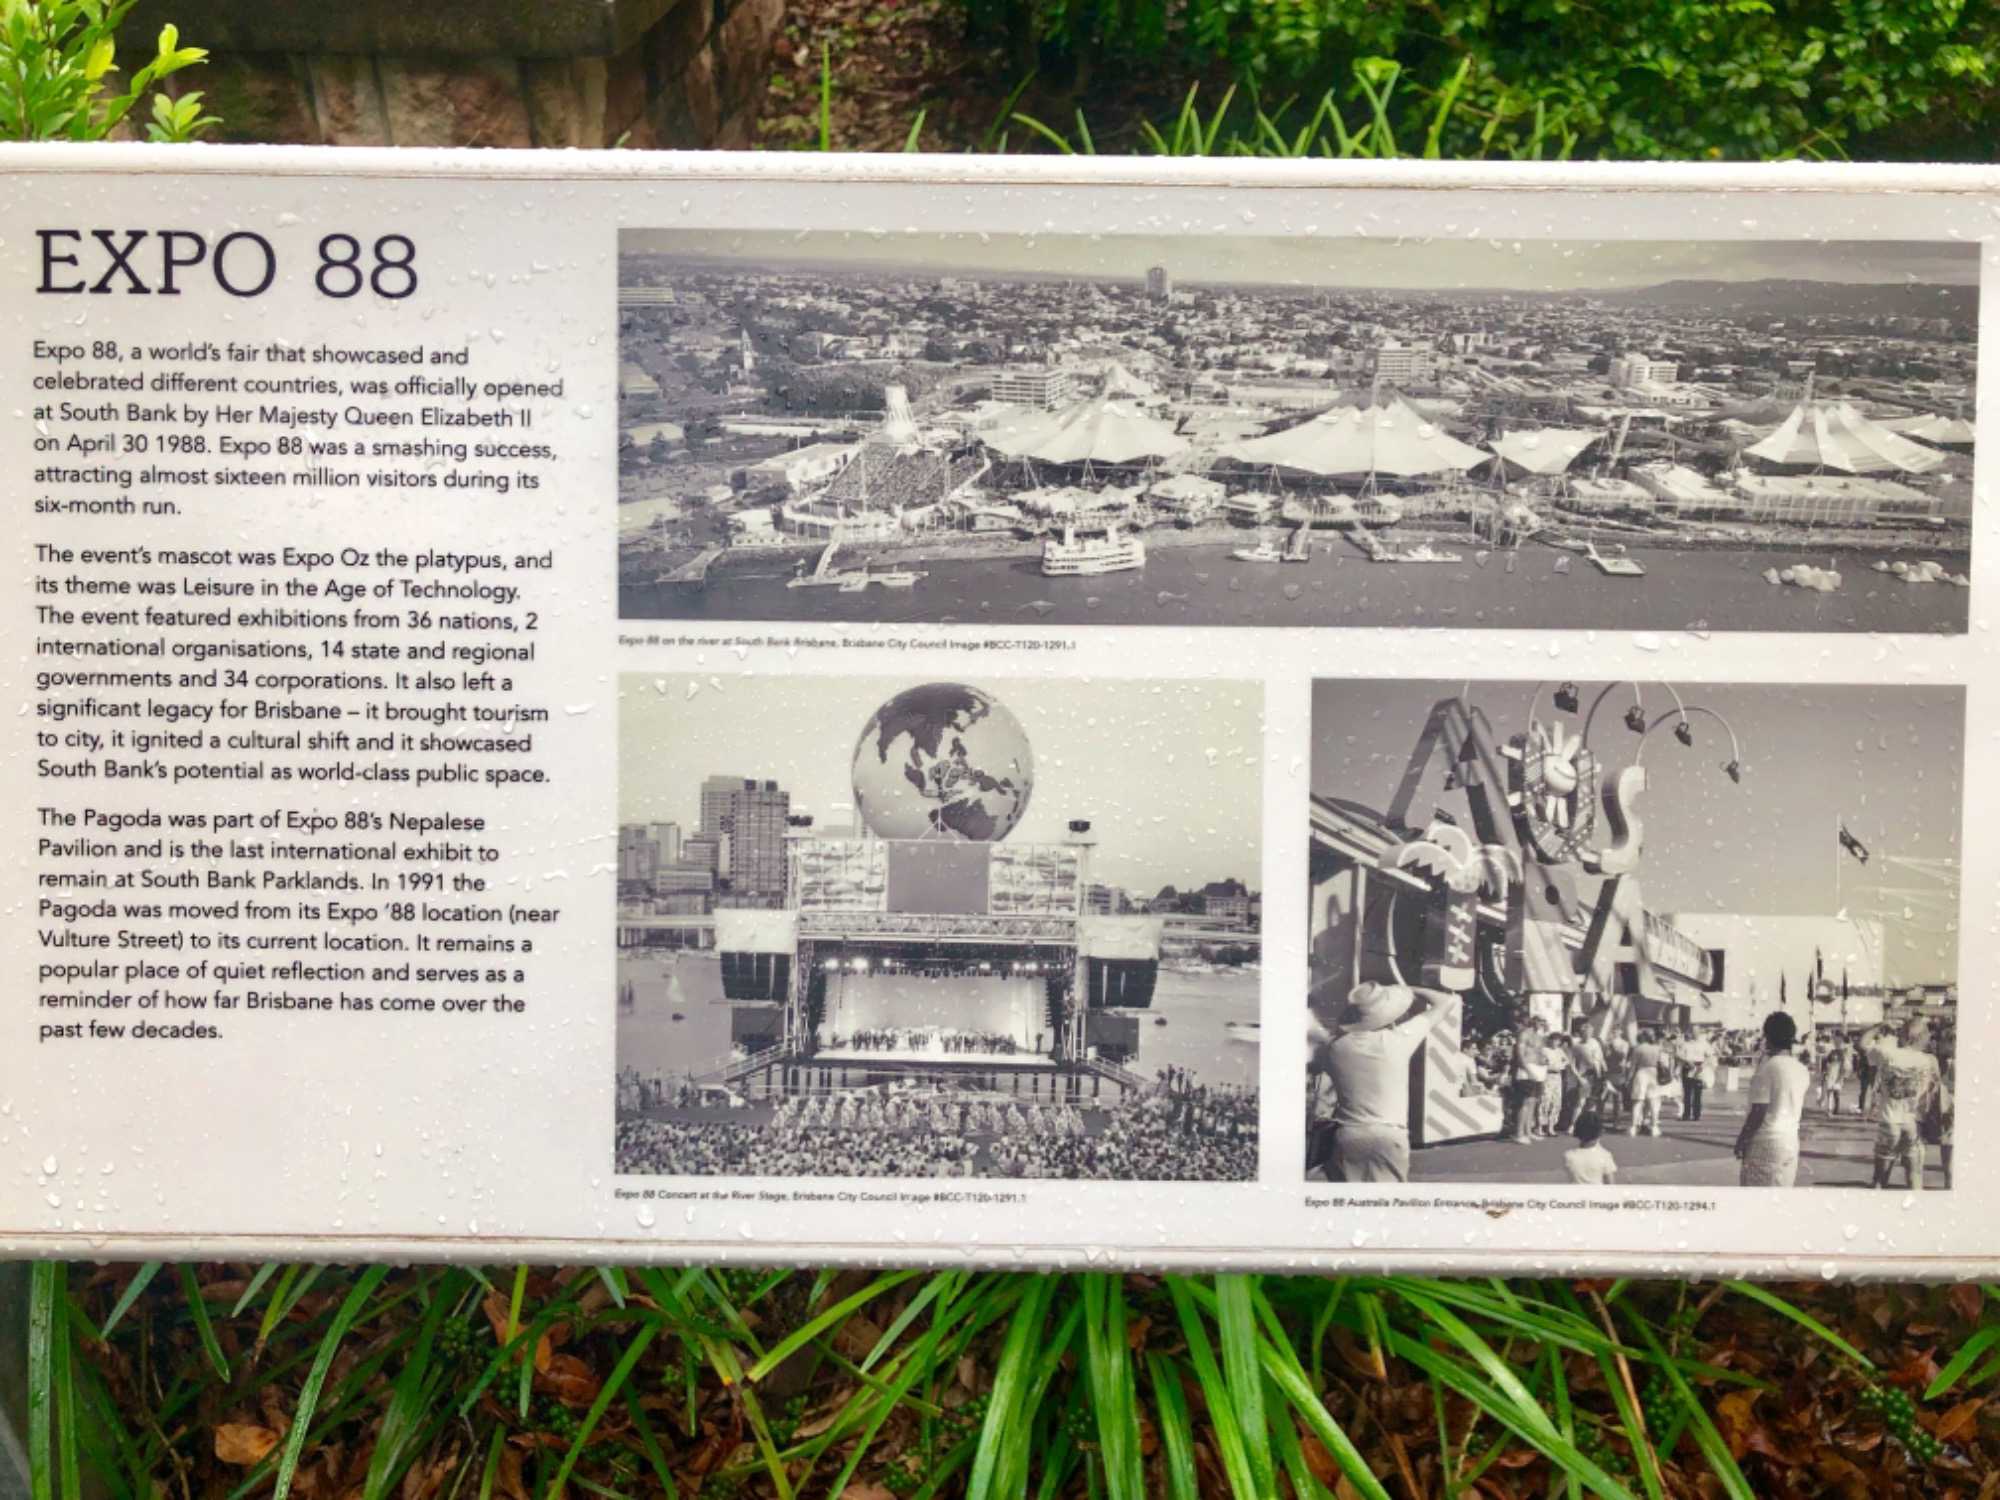 EXPO 88
Expo 88, a world's fair that showcased and
celebrated different countries, was officially opened
at South Bank by Her Majesty Queen Elizabeth II
on April 30 1988. Expo 88 was a smashing success,
attracting almost sixteen million visitors during its
six-month run.
The event's mascot was Expo Oz the platypus, and
its theme was Leisure in the Age of Technology.
The event featured exhibitions from 36 nations, 2
international organisations, 14 state and regional
governments and 34 corporations. It also left a
significant legacy for Brisbane – it brought tourism
to city, it ignited a cultural shift and it showcased
South Bank's potential as world-class public space.
The Pagoda was part of Expo 88's Nepalese
Pavilion and is the last international exhibit to
remain at South Bank Parklands. In 1991 the
Pagoda was moved from its Expo '88 location (near
Vulture Street) to its current location. It remains a
popular place of quiet reflection and serves as a
reminder of how far Brisbane has come over the
past few decades.
Expo 88 on the river at South Bank Brisbane, Brisbane City Council Image #BCC-T120-1291.1
Expo 88 Concert at the River Stage, Brisbane City Council Image #BCC-T120-1291.1
Expo 88 Australia Pavilion Entrance, Brisbane City Council Image #BCC-T120-1294.1